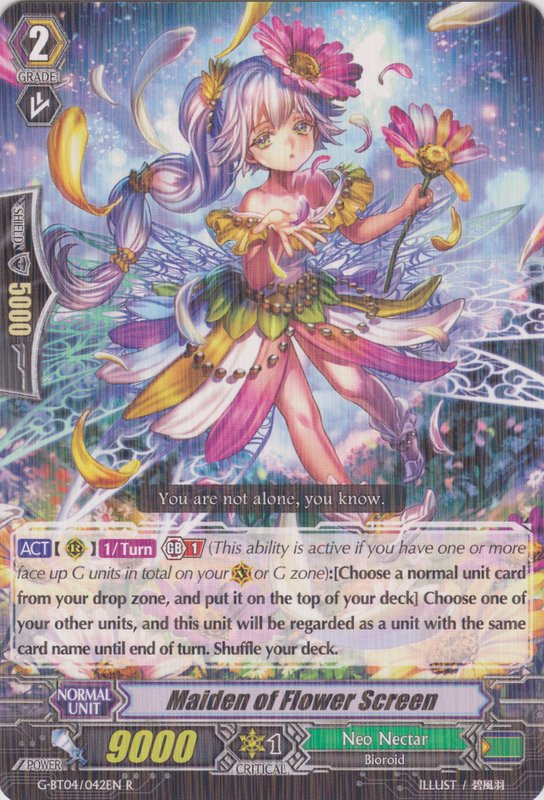 2
GRADE
SHIELD
5000
You are not alone, you know.
ACT【 R 】1/Turn GB 1 (This ability is active if you have one or more
face up G units in total on your V or G zone):[Choose a normal unit card
from your drop zone, and put it on the top of your deck] Choose one of
your other units, and this unit will be regarded as a unit with the same
card name until end of turn. Shuffle your deck.
NORMAL
UNIT
Maiden of Flower Screen
POWER
9000
1
CRITICAL
Neo Nectar
Bioroid
G-BT04/042EN R
ILLUST / 碧風羽